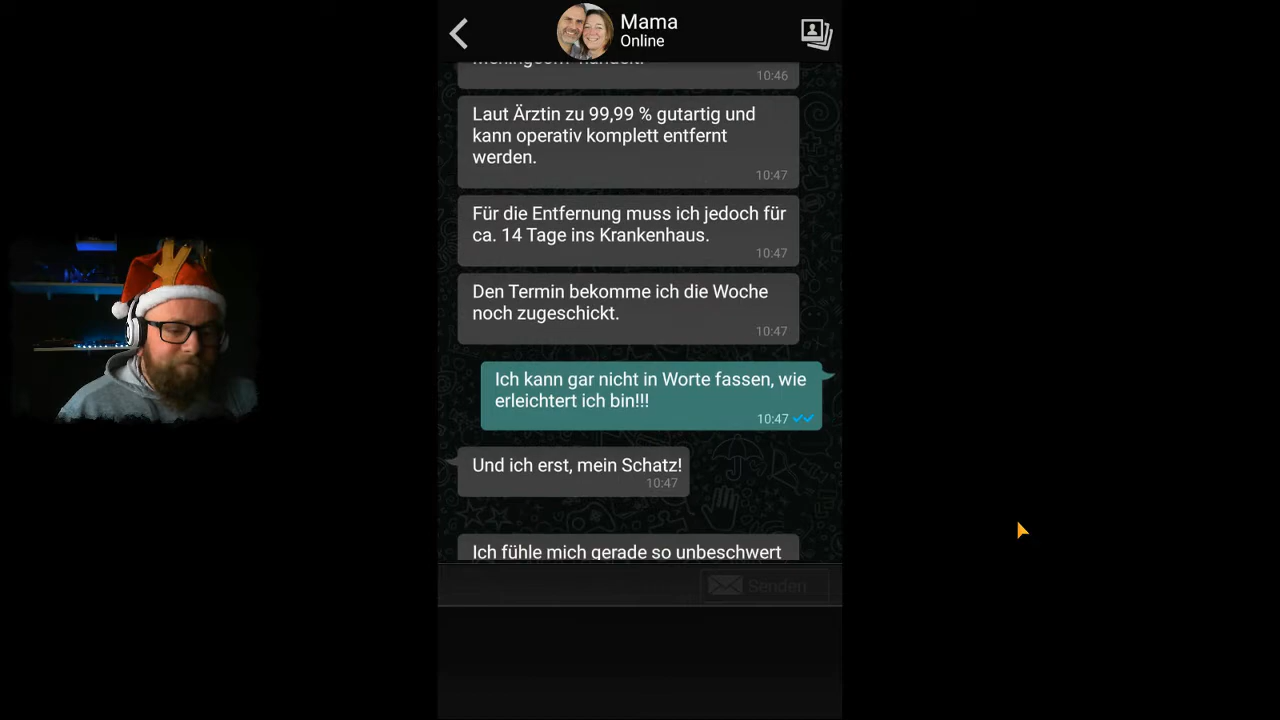 Mama
Online
10:46
Laut Ärztin zu 99,99 % gutartig und
kann operativ komplett entfernt
werden.
10:47
Für die Entfernung muss ich jedoch für
ca. 14 Tage ins Krankenhaus.
10:47
Den Termin bekomme ich die Woche
noch zugeschickt.
10:47
Ich kann gar nicht in Worte fassen, wie
erleichtert ich bin!!!
10:47
Und ich erst, mein Schatz!
10:47
Ich fühle mich gerade so unbeschwert
Senden